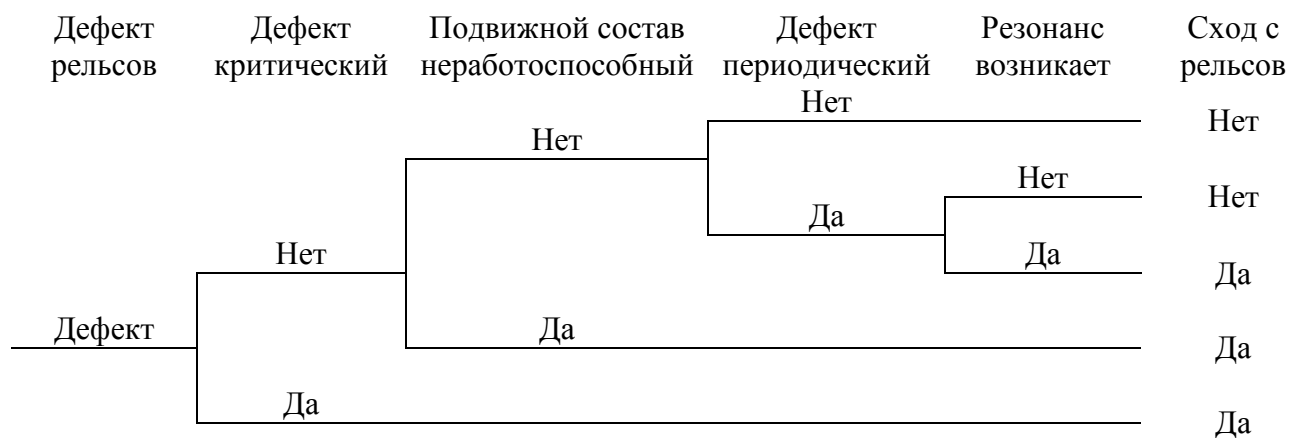 Дефект рельсов
Дефект критический
Подвижной состав неработоспособный
Дефект периодический
Резонанс возникает
Сход с рельсов
Нет
Нет
Нет
Нет
Нет
Да
Нет
Да
Да
Дефект
Да
Да
Да
Да